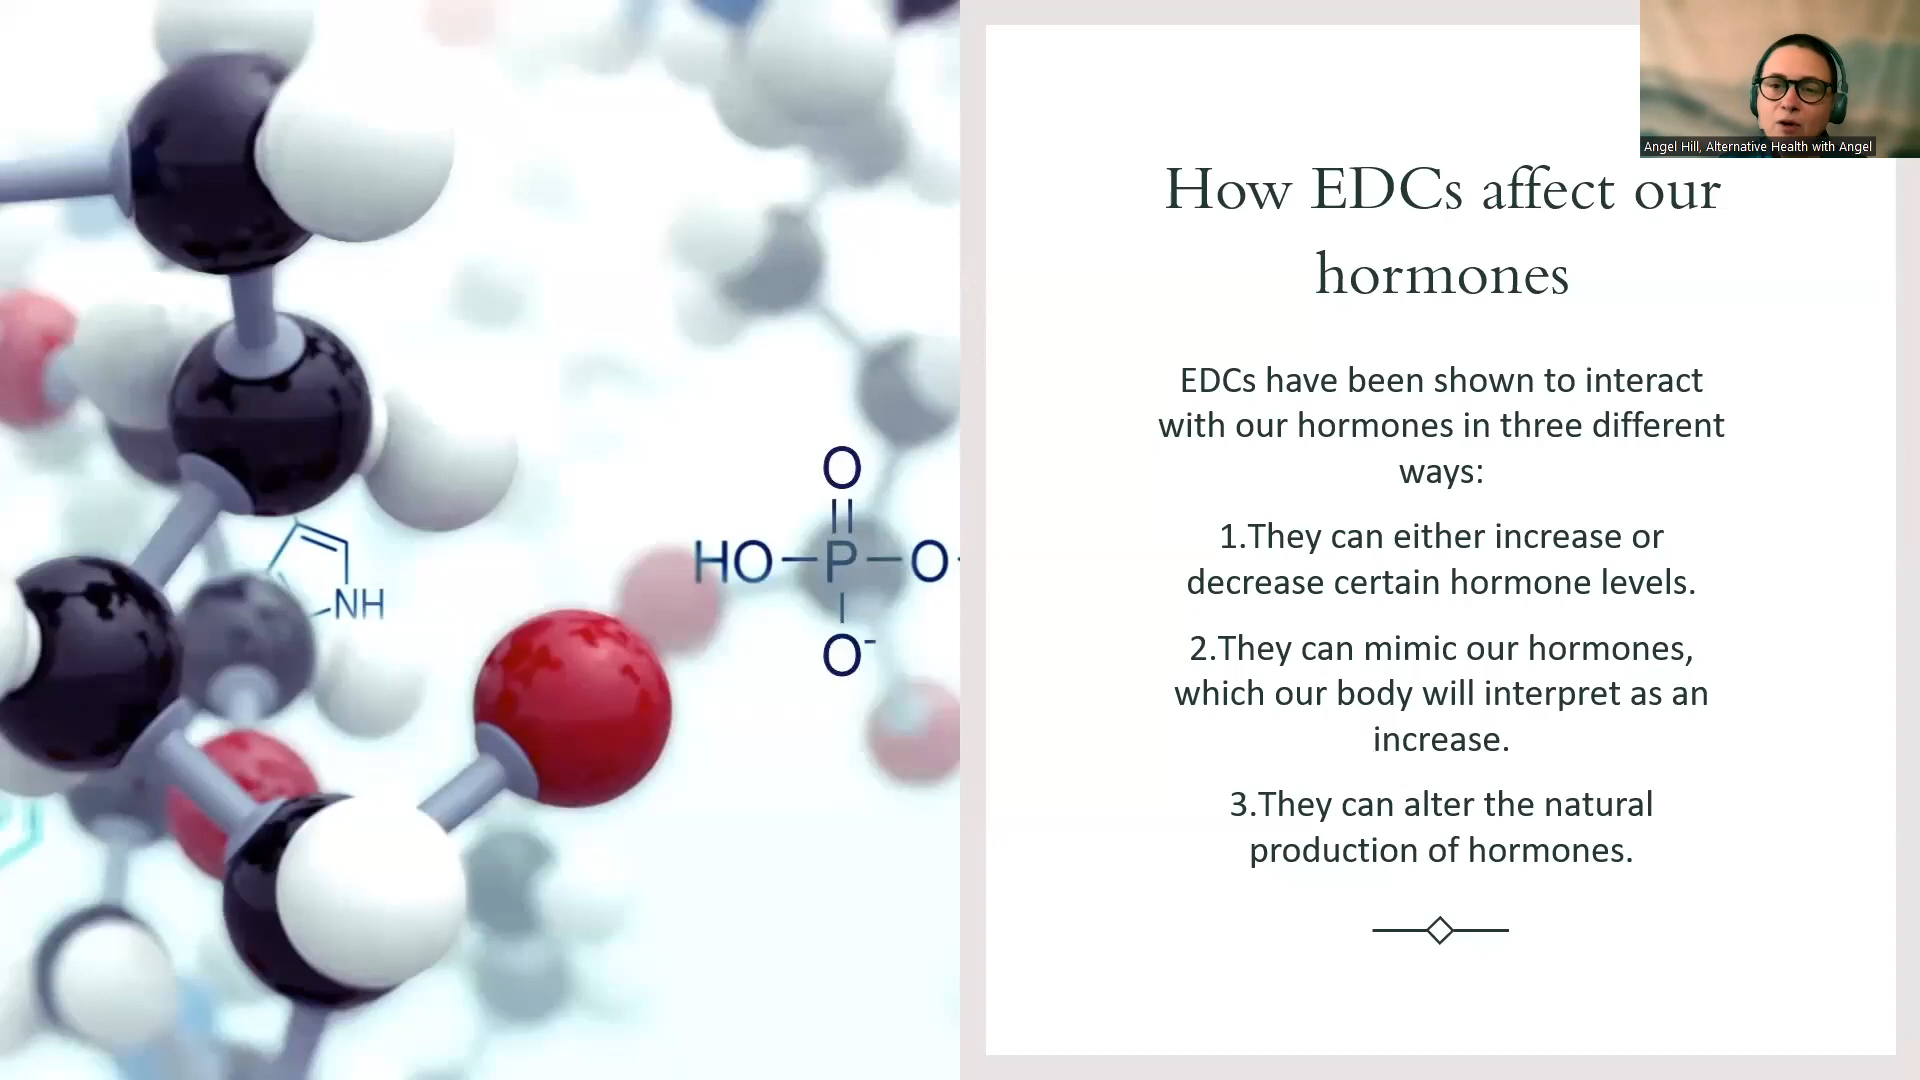 Angel Hill, Alternative Health with Angel
How EDCs affect our
hormones
EDCs have been shown to interact
with our hormones in three different
ways:
1.They can either increase or
decrease certain hormone levels.
2.They can mimic our hormones,
which our body will interpret as an
increase.
3.They can alter the natural
production of hormones.
O
HO—P—O-
O-
NH